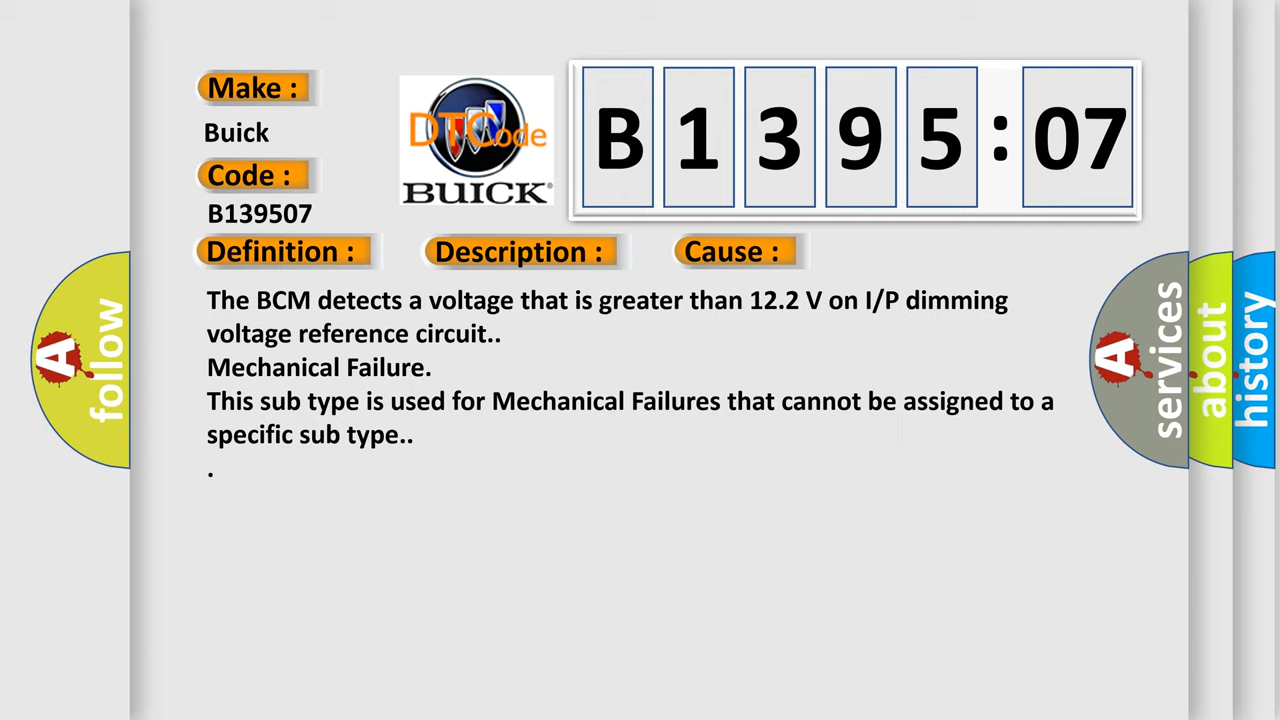 Make :
Buick
Code :
B139507
DTCode
BUICK
B 1 3 9 5 : 07
Definition :
Description :
Cause :
The BCM detects a voltage that is greater than 12.2 V on I/P dimming
voltage reference circuit..
Mechanical Failure.
This sub type is used for Mechanical Failures that cannot be assigned to a
specific sub type..
.
A follow
A services
about
history